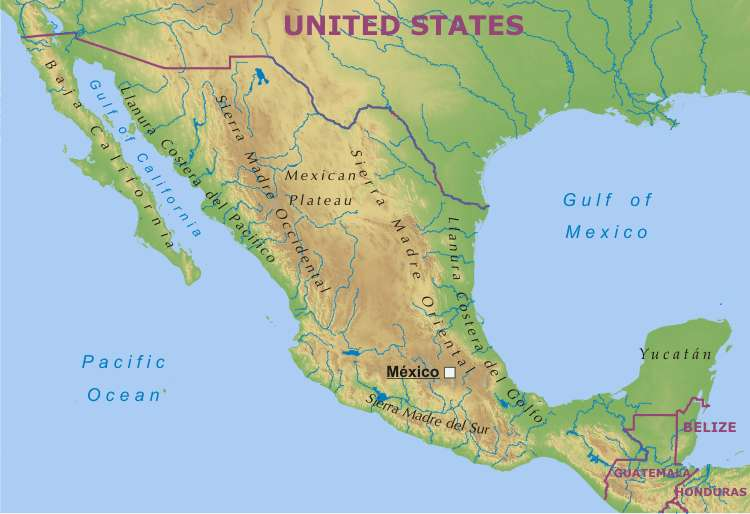 UNITED STATES
Baja California
Gulf of California
Llanura Costera del Pacífico
Sierra Madre Occidental
Mexican
Plateau
Sierra Madre Oriental
Llanura Costera del Golfo
Gulf of
Mexico
Pacific
Ocean
México
Sierra Madre del Sur
Yucatán
BELIZE
GUATEMALA
HONDURAS